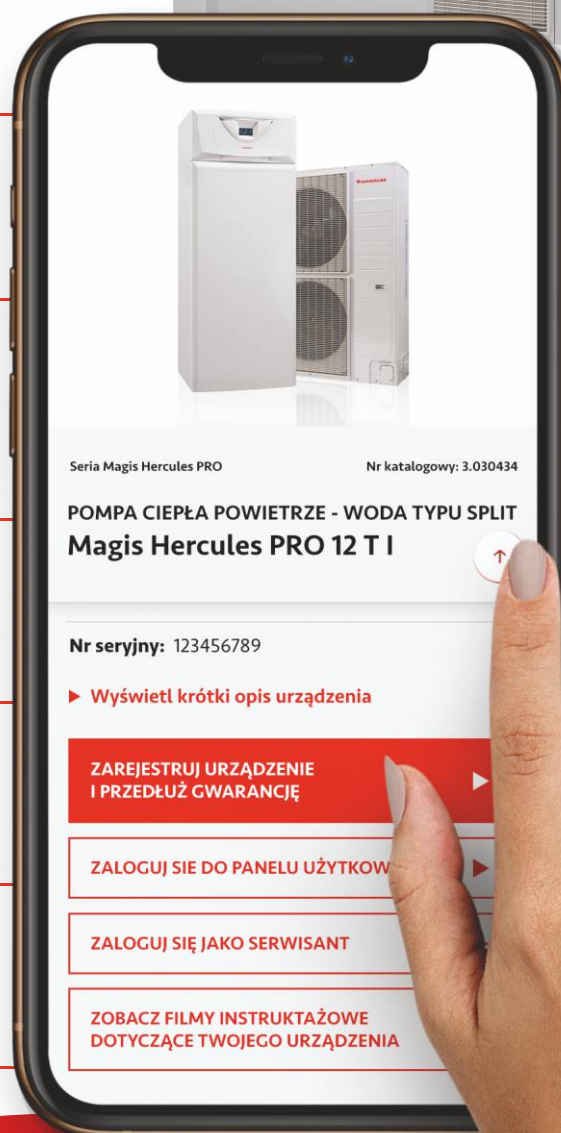 IMMERGAS
Seria Magis Hercules PRO
Nr katalogowy: 3.030434
POMPA CIEPŁA POWIETRZE - WODA TYPU SPLIT
Magis Hercules PRO 12 T I
Nr seryjny: 123456789
Wyświetl krótki opis urządzenia
ZAREJESTRUJ URZĄDZENIE
I PRZEDŁUŻ GWARANCJĘ
ZALOGUJ SIE DO PANELU UŻYTKOW
ZALOGUJ SIĘ JAKO SERWISANT
ZOBACZ FILMY INSTRUKTAŻOWE
DOTYCZĄCE TWOJEGO URZĄDZENIA